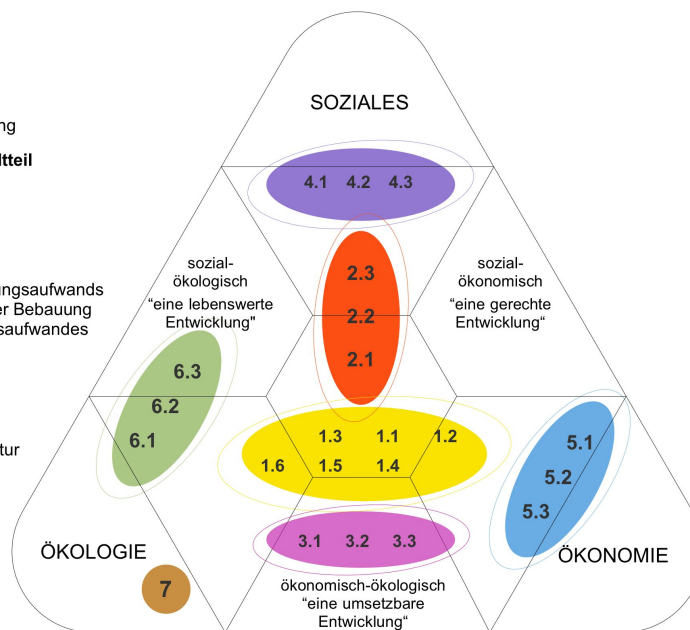 SOZIALES
ng
ltteil
4.1 4.2 4.3
sozial-
ökologisch
“eine lebenswerte
Entwicklung"
sozial-
ökonomisch
“eine gerechte
Entwicklung“
2.3
2.2
2.1
ungsaufwands
er Bebauung
saufwandes
6.3
6.2
6.1
1.3 1.1 1.2
1.6 1.5 1.4
5.1
5.2
5.3
tur
3.1 3.2 3.3
ÖKOLOGIE
ÖKONOMIE
7
ökonomisch-ökologisch
“eine umsetzbare
Entwicklung“